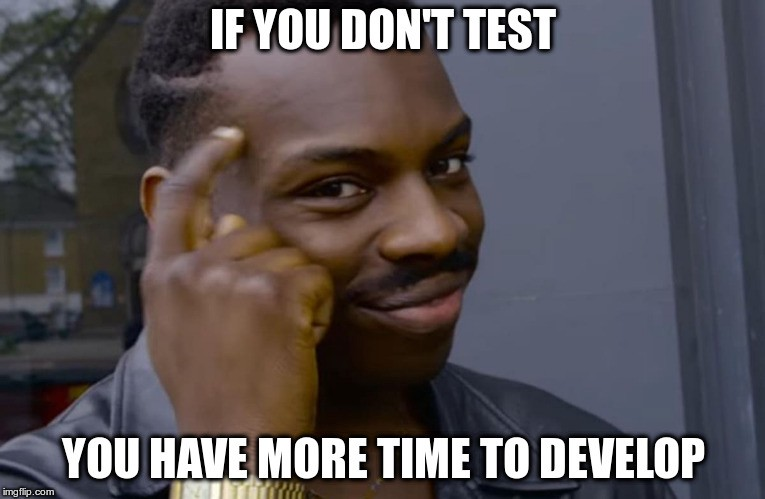 IF YOU DON'T TEST
YOU HAVE MORE TIME TO DEVELOP
imgflip.com